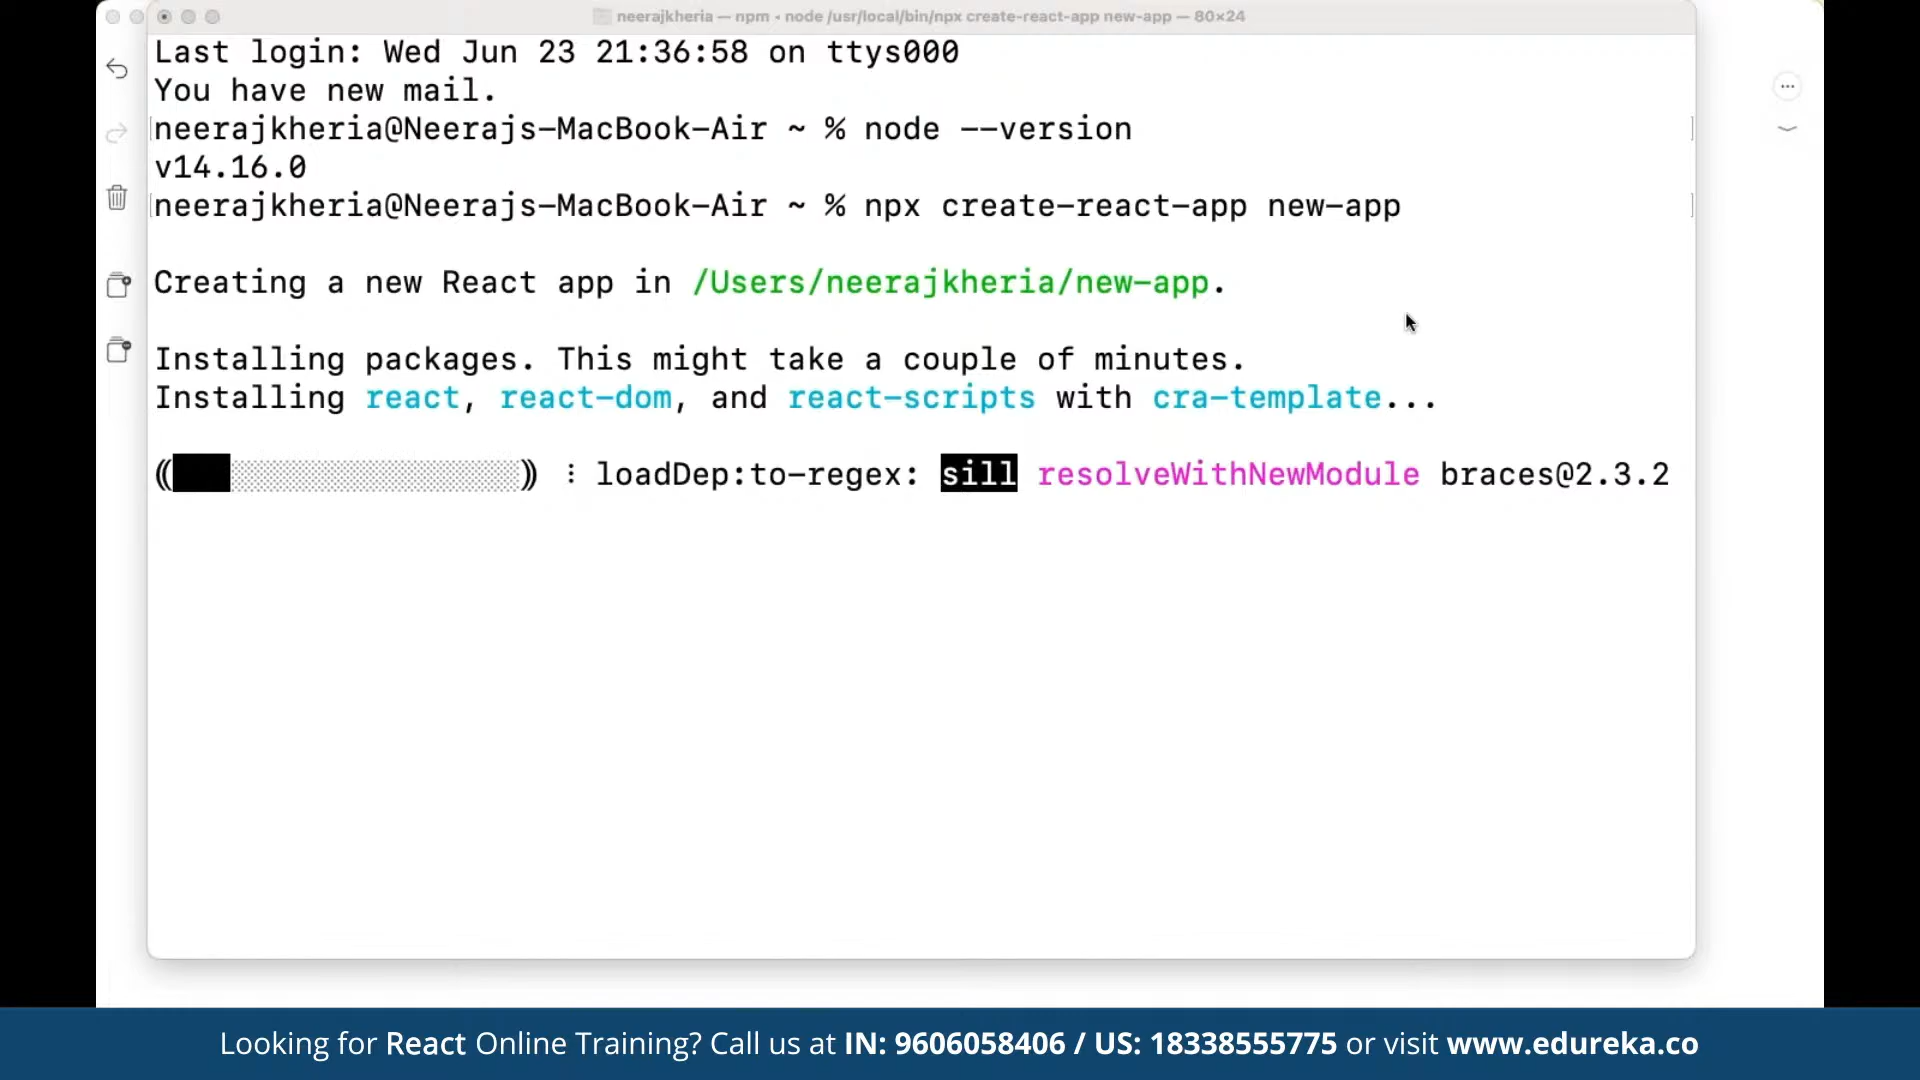 neerajkheria — npm • node /usr/local/bin/npx create-react-app new-app — 80×24
Last login: Wed Jun 23 21:36:58 on ttys000
You have new mail.
neerajkheria@Neerajs-MacBook-Air ~ % node --version
v14.16.0
neerajkheria@Neerajs-MacBook-Air ~ % npx create-react-app new-app
Creating a new React app in /Users/neerajkheria/new-app.
Installing packages. This might take a couple of minutes.
Installing react, react-dom, and react-scripts with cra-template...
⸨███░░░░░░░░░░░░░░░⸩ ⠸ loadDep:to-regex: sill resolveWithNewModule braces@2.3.2
Looking for React Online Training? Call us at IN: 9606058406 / US: 18338555775 or visit www.edureka.co